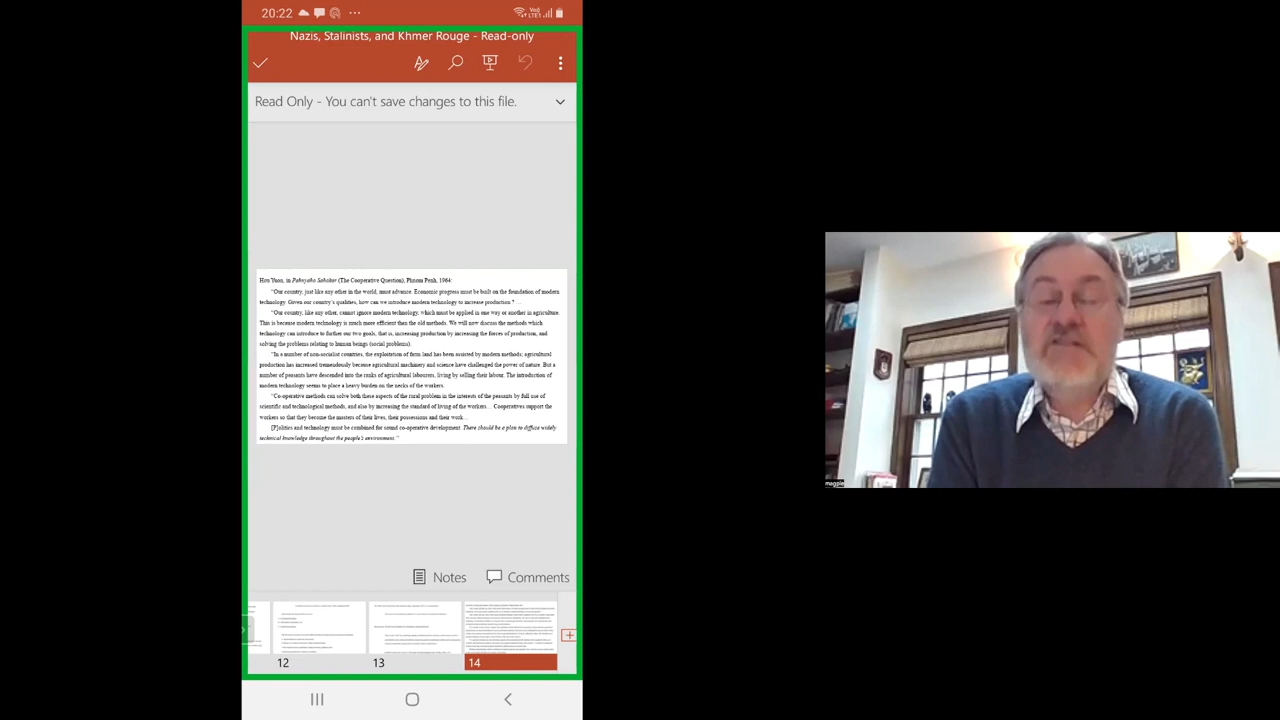 20:22
Nazis, Stalinists, and Khmer Rouge - Read-only
Read Only - You can't save changes to this file.
Hou Yuon, in Pahnyaha Sahakor (The Cooperative Question), Phnom Penh, 1964:
"Our country, just like any other in the world, must advance. Economic progress must be built on the foundation of modern
technology. Given our country's qualities, how can we introduce modern technology to increase production? ...
"Our country, like any other, cannot ignore modern technology, which must be applied in one way or another in agriculture.
This is because modern technology is much more efficient than the old methods. We will now discuss the methods which
technology can introduce to further our two goals, that is, increasing production by increasing the forces of production, and
solving the problems relating to human beings (social problems).
"In a number of non-socialist countries, the exploitation of farm land has been assisted by modern methods; agricultural
production has increased tremendously because agricultural machinery and science have challenged the power of nature. But a
number of peasants have descended into the ranks of agricultural labourers, living by selling their labour. The introduction of
modern technology seems to place a heavy burden on the necks of the workers.
"Co-operative methods can solve both these aspects of the rural problem in the interests of the peasants by full use of
scientific and technological methods, and also by increasing the standard of living of the workers... Cooperatives support the
workers so that they become the masters of their lives, their possessions and their work...
[P]olitics and technology must be combined for sound co-operative development. There should be a plan to diffuse widely
technical knowledge throughout the people's environment."
Notes
Comments
12
13
14
magpie